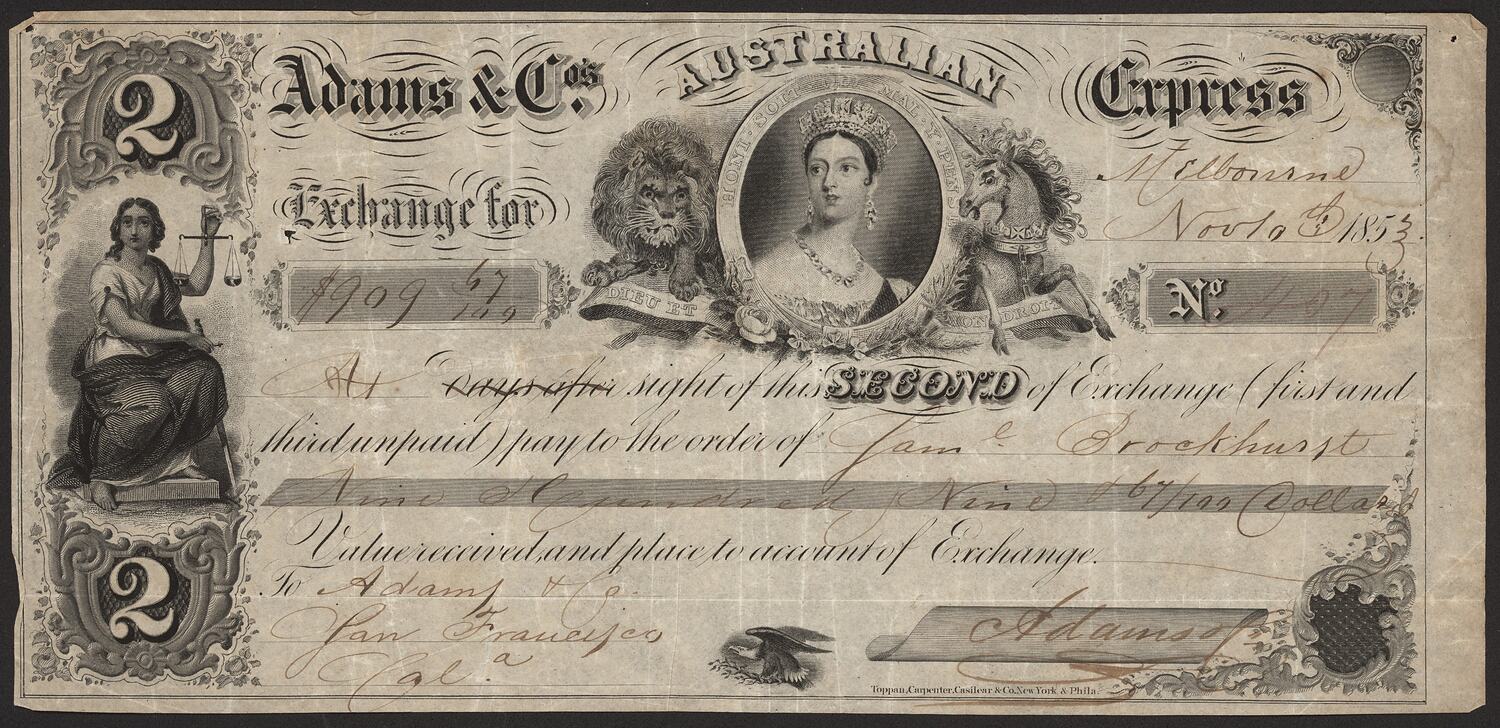 2
Adams & Co's AUSTRALIAN Express
HONI · SOIT MAL · Y · PENS
Melbourne
Exchange for
Nov 10th 1853
$909 67/100
DIEU ET MON DROIT
No.
At Days after sight of this SECOND of Exchange (first and
third unpaid) pay to the order of Saml Brockhurst
Nine Hundred Nine & 67/100 Dollars
Value received, and place to account of Exchange.
2
To Adams & Co.
San Francisco
Cala
Adams & Co
Toppan, Carpenter, Casilear & Co. New York & Phila.